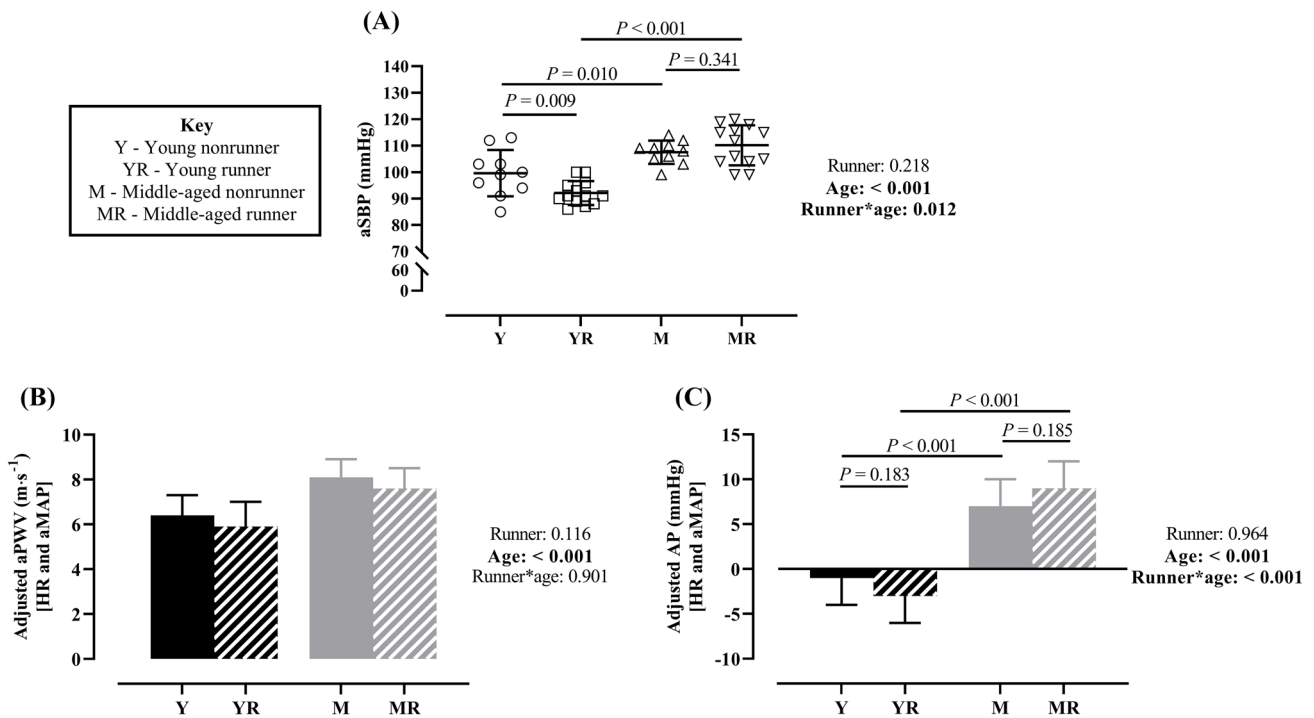 (A)
P < 0.001
P = 0.341
P = 0.010
P = 0.009
140
130
120
110
100
90
80
70
60
0
aSBP (mmHg)
Y
YR
M
MR
Key
Y - Young nonrunner
YR - Young runner
M - Middle-aged nonrunner
MR - Middle-aged runner
Runner: 0.218
Age: < 0.001
Runner*age: 0.012
(B)
10
8
6
4
2
0
Adjusted aPWV (m·s⁻¹)
[HR and aMAP]
Y
YR
M
MR
Runner: 0.116
Age: < 0.001
Runner*age: 0.901
(C)
P < 0.001
P = 0.185
P < 0.001
P = 0.183
15
10
5
0
-5
-10
Adjusted AP (mmHg)
[HR and aMAP]
Y
YR
M
MR
Runner: 0.964
Age: < 0.001
Runner*age: < 0.001